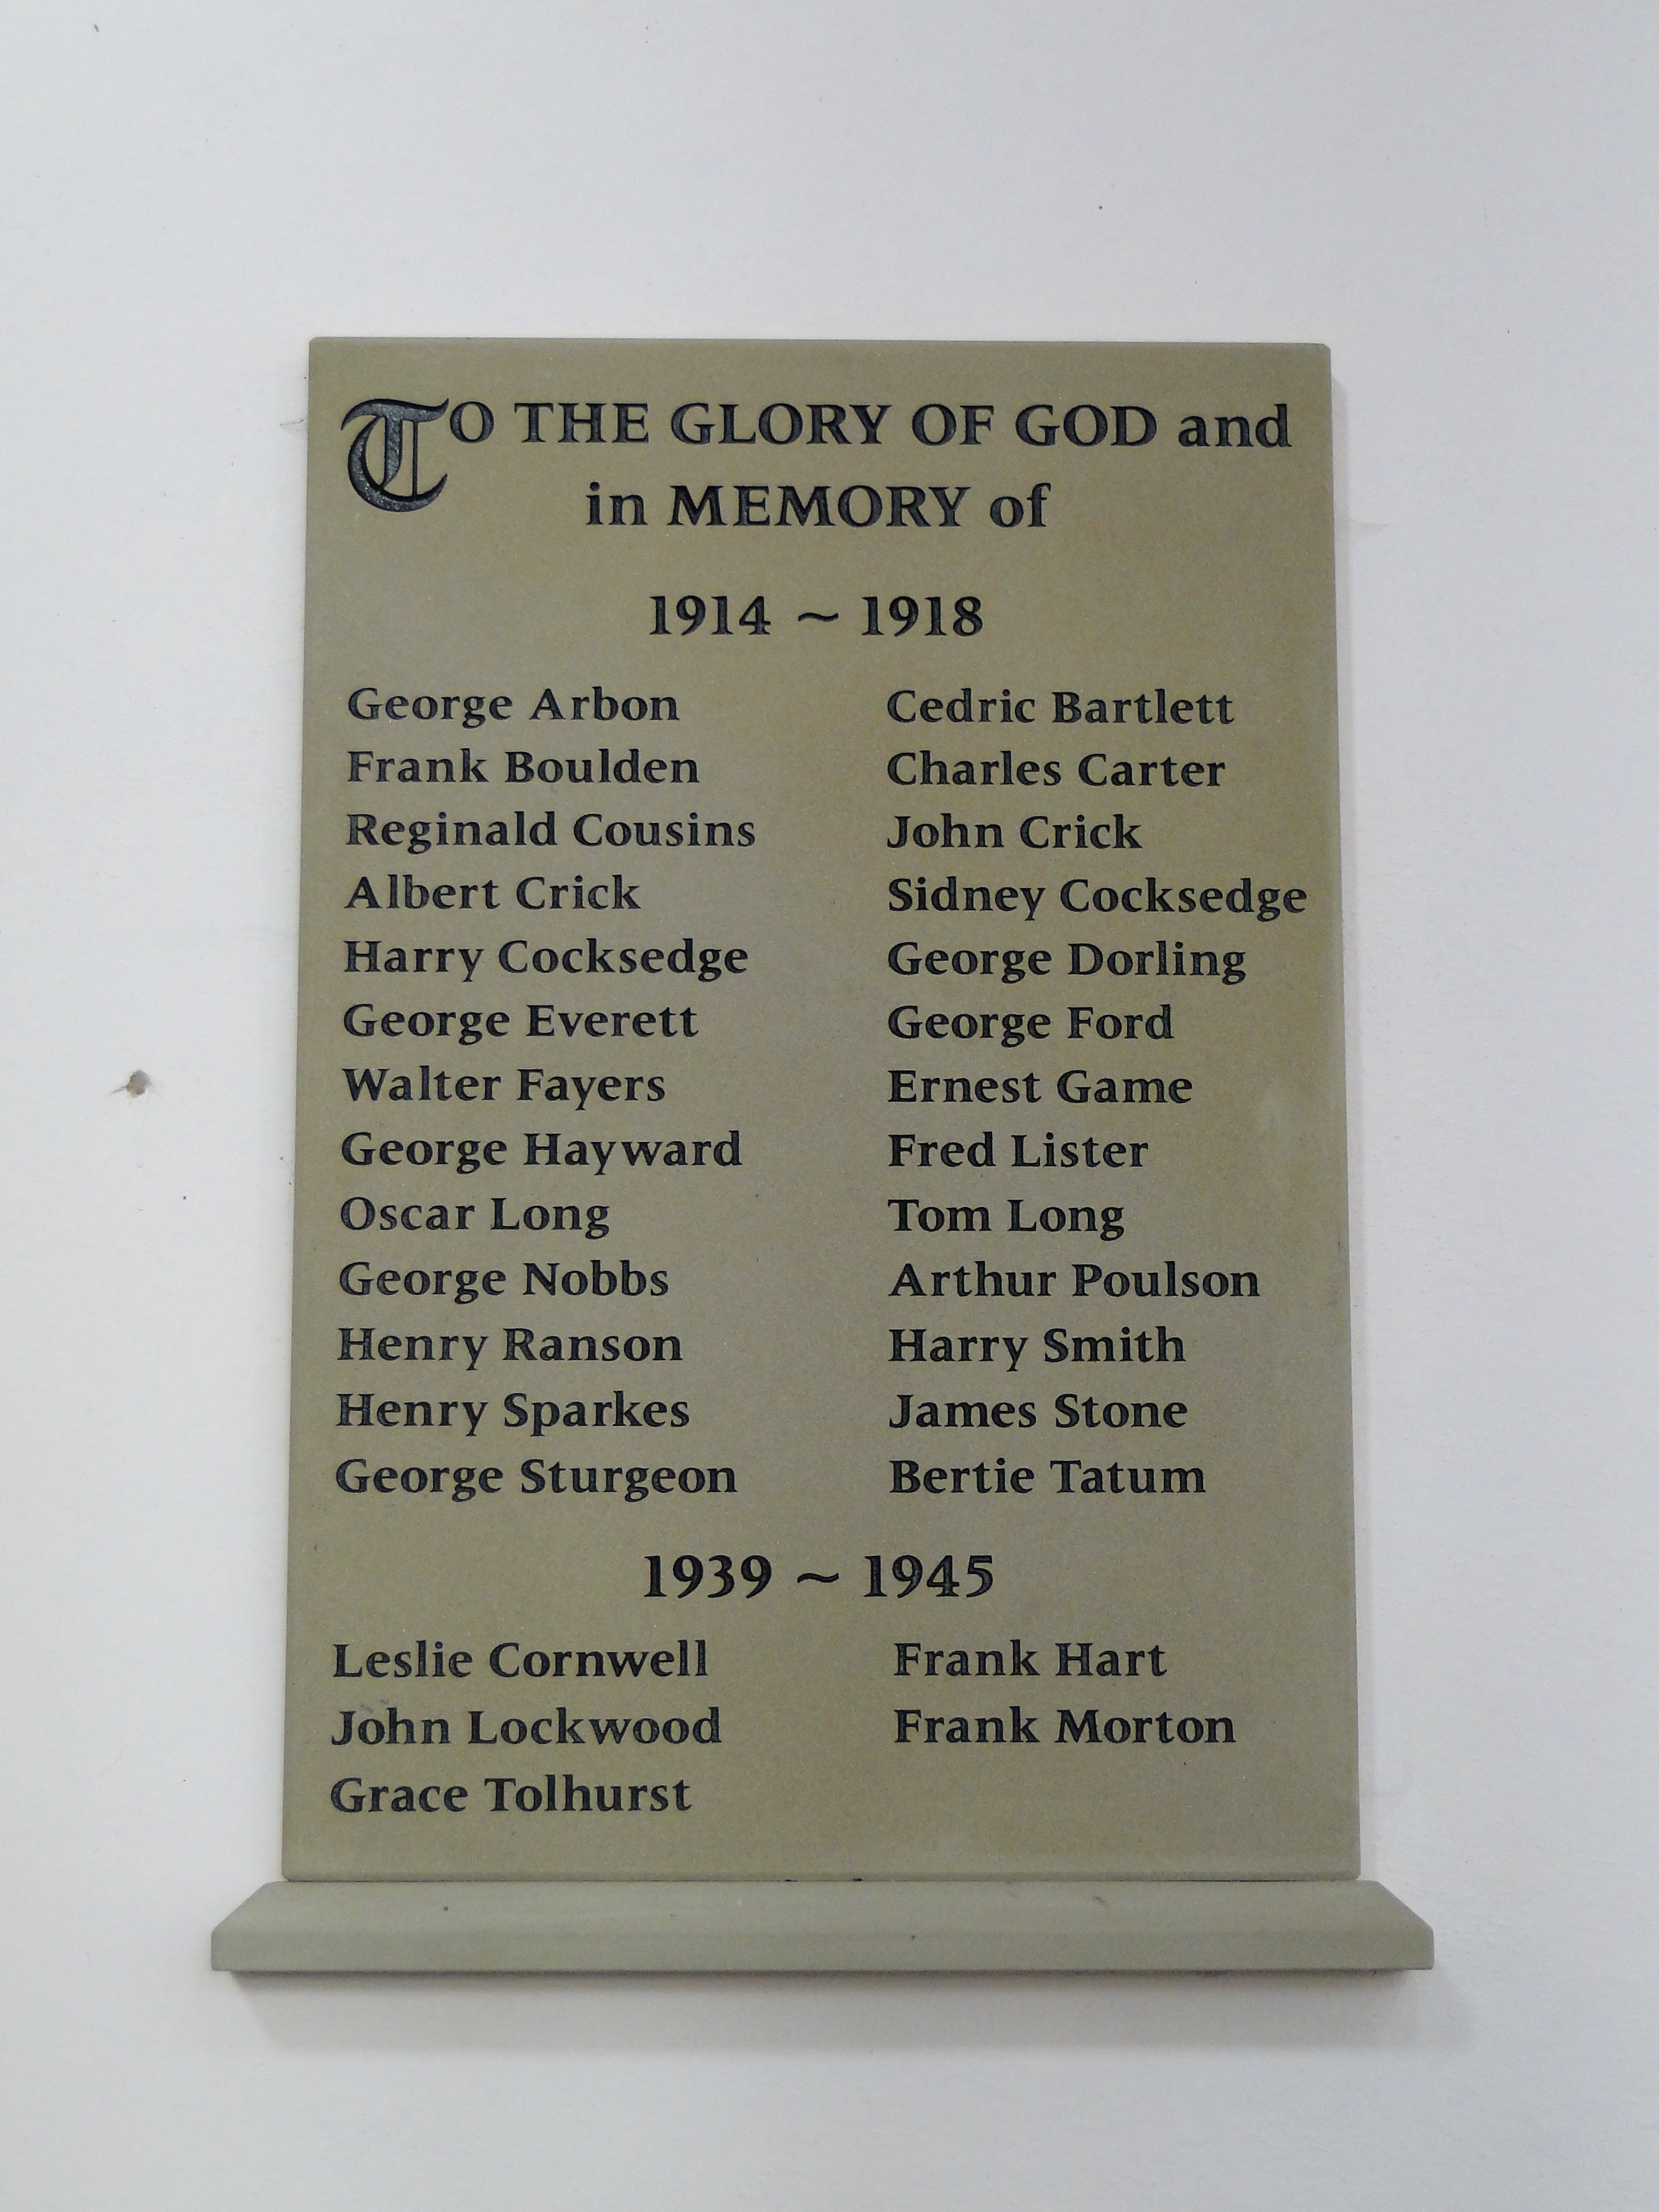 TO THE GLORY OF GOD and
in MEMORY of
1914 ~ 1918
George Arbon Cedric Bartlett
Frank Boulden Charles Carter
Reginald Cousins John Crick
Albert Crick Sidney Cocksedge
Harry Cocksedge George Dorling
George Everett George Ford
Walter Fayers Ernest Game
George Hayward Fred Lister
Oscar Long Tom Long
George Nobbs Arthur Poulson
Henry Ranson Harry Smith
Henry Sparkes James Stone
George Sturgeon Bertie Tatum
1939 ~ 1945
Leslie Cornwell Frank Hart
John Lockwood Frank Morton
Grace Tolhurst